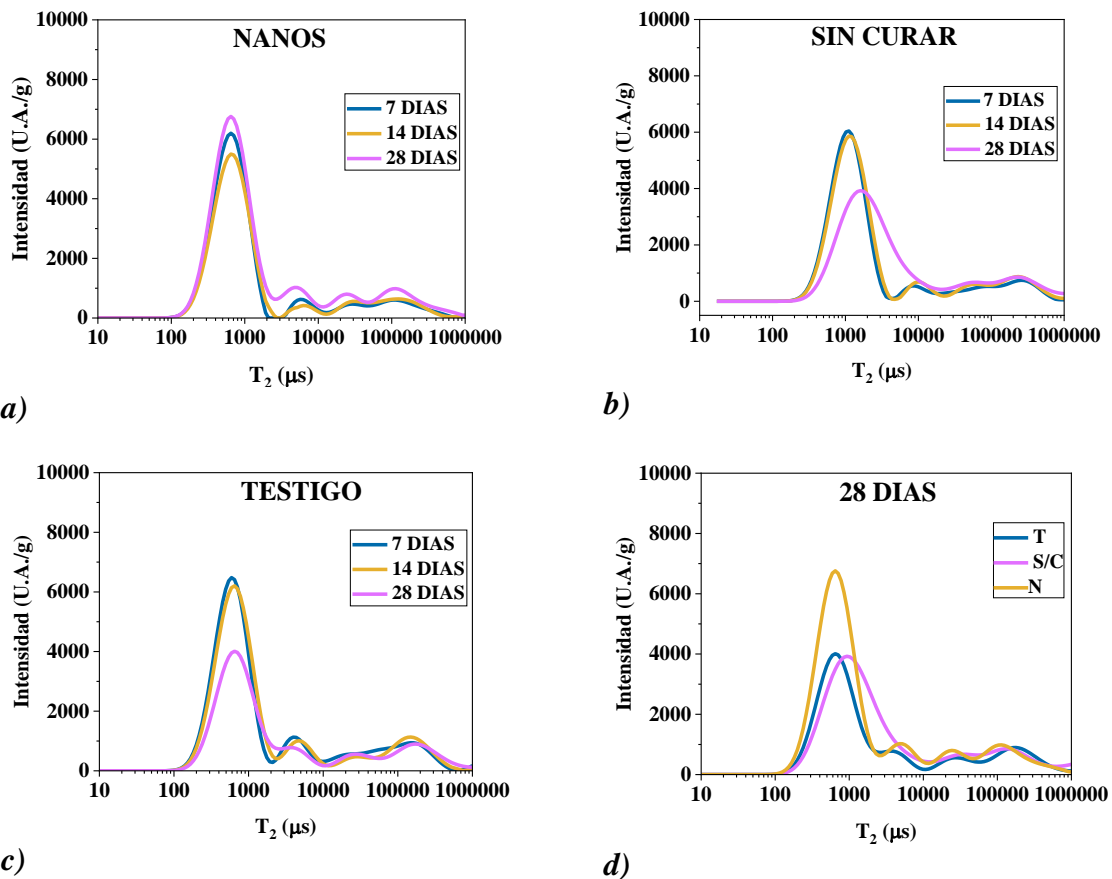 NANOS
Intensidad (U.A./g)
10000
8000
6000
4000
2000
0
7 DIAS
14 DIAS
28 DIAS
10 100 1000 10000 100000 1000000
T2 (μs)
a)
SIN CURAR
Intensidad (U.A./g)
10000
8000
6000
4000
2000
0
7 DIAS
14 DIAS
28 DIAS
10 100 1000 10000 100000 1000000
T2 (μs)
b)
TESTIGO
Intensidad (U.A./g)
10000
8000
6000
4000
2000
0
7 DIAS
14 DIAS
28 DIAS
10 100 1000 10000 100000 1000000
T2 (μs)
c)
28 DIAS
Intensidad (U.A./g)
10000
8000
6000
4000
2000
0
T
S/C
N
10 100 1000 10000 100000 1000000
T2 (μs)
d)